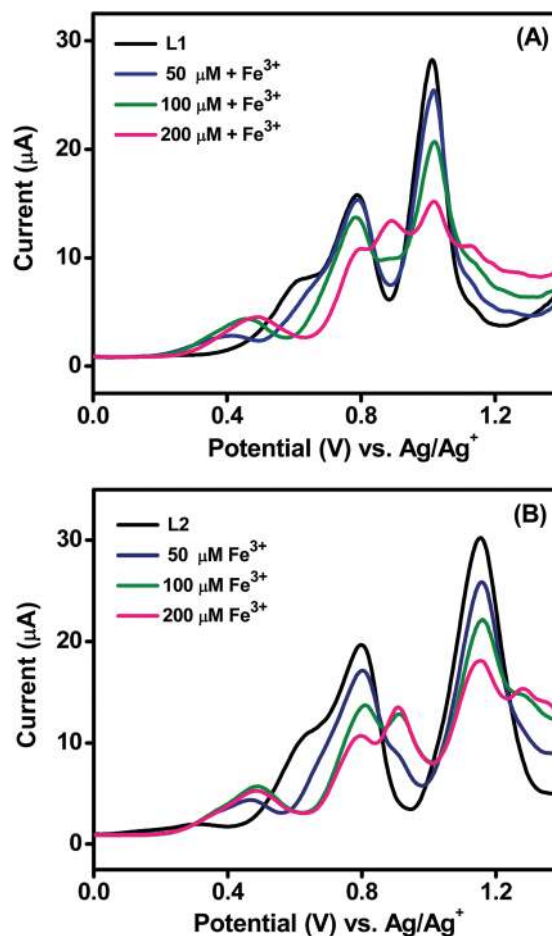 (A)
L1
50 μM + Fe³⁺
100 μM + Fe³⁺
200 μM + Fe³⁺
30
20
10
0
Current (μA)
0.0 0.4 0.8 1.2
Potential (V) vs. Ag/Ag⁺
(B)
L2
50 μM Fe³⁺
100 μM Fe³⁺
200 μM Fe³⁺
30
20
10
0
Current (μA)
0.0 0.4 0.8 1.2
Potential (V) vs. Ag/Ag⁺